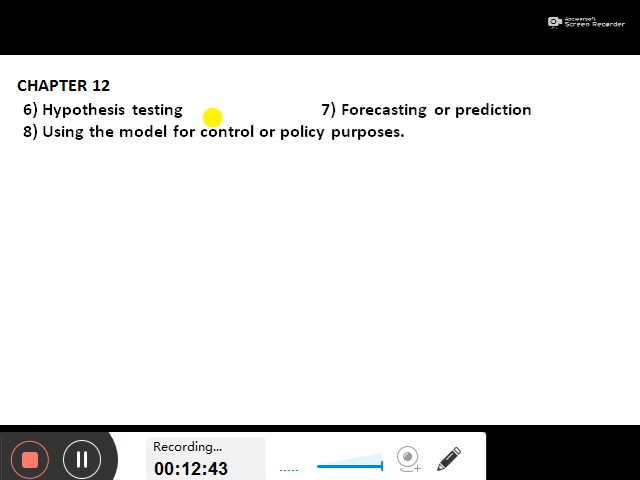 Apowersoft
Screen Recorder
CHAPTER 12
6) Hypothesis testing 7) Forecasting or prediction
8) Using the model for control or policy purposes.
Recording...
00:12:43